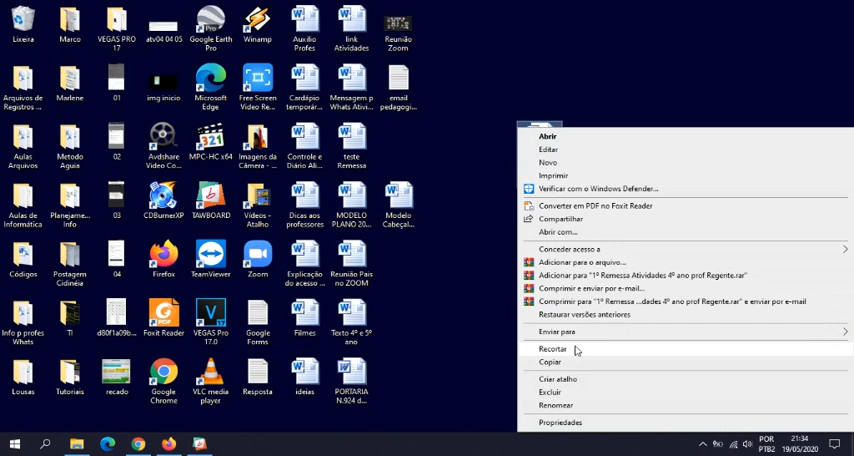 Lixeira
Marco
VEGAS PRO
17
atv04 04 05
Google Earth
Pro
Winamp
Auxilio
Profes
link
Atividades
Reunião
Zoom
Arquivos de
Registros ...
Marlene
01
img inicio
Microsoft
Edge
Free Screen
Video Re...
Cardápio
temporár...
Mensagem p
Whats Ativi...
email
pedagogi...
Aulas
Arquivos
Metodo
Aguia
02
Avdshare
Video Co...
MPC-HC x64
Imagens da
Câmera - ...
Controle e
Diário Ali...
teste
Remessa
Aulas de
Informática
Planejame...
Info
03
CDBurnerXP
TAWBOARD
Vídeos -
Atalho
Dicas aos
professores
MODELO
PLANO 20...
Modelo
Cabeçal...
Códigos
Postagem
Cidinéia
04
Firefox
TeamViewer
Zoom
Explicação
do acesso ...
Reunião Pais
no ZOOM
Info p profes
Whats
TI
d80f1a09b...
Foxit Reader
VEGAS Pro
17.0
Google
Forms
Filmes
Texto 4º e 5º
ano
Lousas
Tutoriais
recado
Google
Chrome
VLC media
player
Resposta
ideias
PORTARIA
N.924 d...
Abrir
Editar
Novo
Imprimir
Verificar com o Windows Defender...
Converter em PDF no Foxit Reader
Compartilhar
Abrir com...
Conceder acesso a
Adicionar para o arquivo...
Adicionar para "1º Remessa Atividades 4º ano prof Regente.rar"
Comprimir e enviar por e-mail...
Comprimir para "1º Remessa ...dades 4º ano prof Regente.rar" e enviar por e-mail
Restaurar versões anteriores
Enviar para
Recortar
Copiar
Criar atalho
Excluir
Renomear
Propriedades
POR
PTB2
21:34
19/05/2020